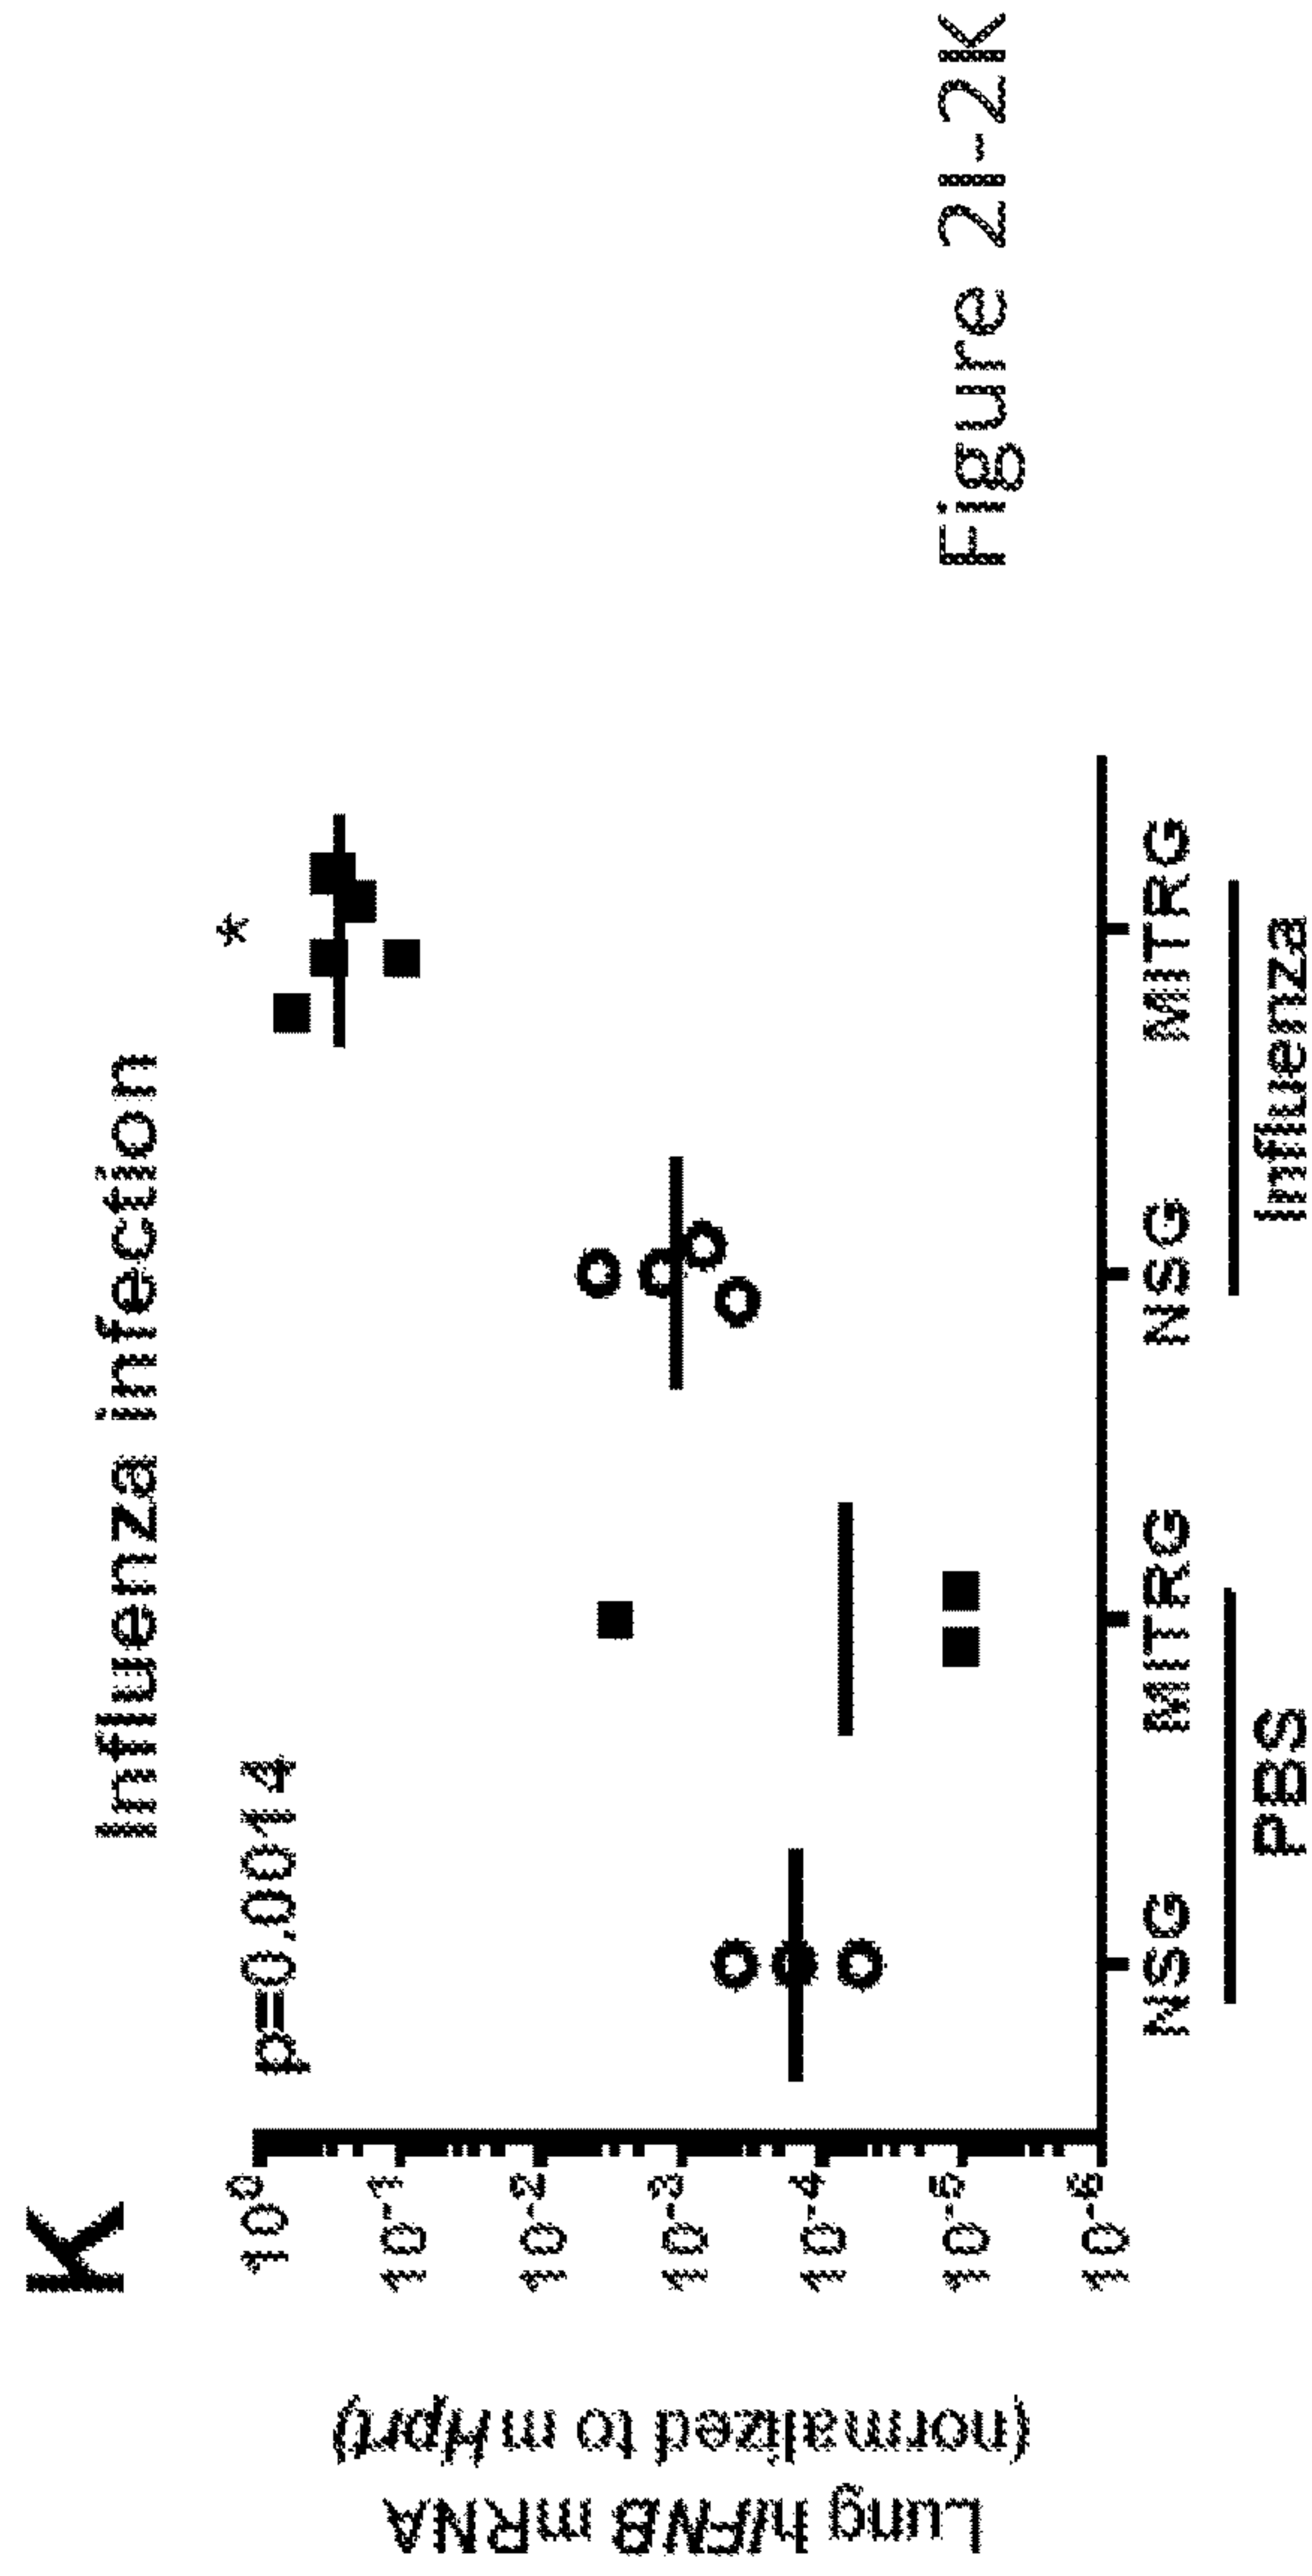 K
Influenza infection
p=0.0014
*
Lung hIFNB mRNA
(normalized to mHprt)
10⁰
10⁻¹
10⁻²
10⁻³
10⁻⁴
10⁻⁵
10⁻⁶
NSG MITRG NSG MITRG
PBS Influenza
Figure 2I-2K